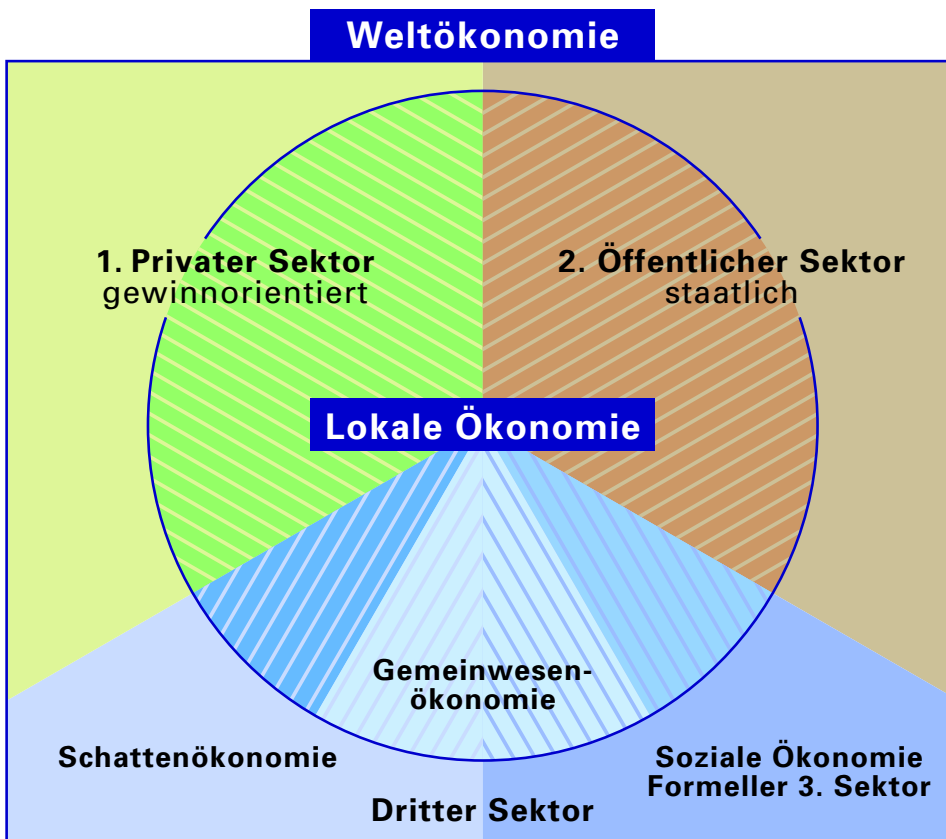 Weltökonomie
1. Privater Sektor
gewinnorientiert
2. Öffentlicher Sektor
staatlich
Lokale Ökonomie
Gemeinwesen-
ökonomie
Schattenökonomie
Soziale Ökonomie
Formeller 3. Sektor
Dritter Sektor